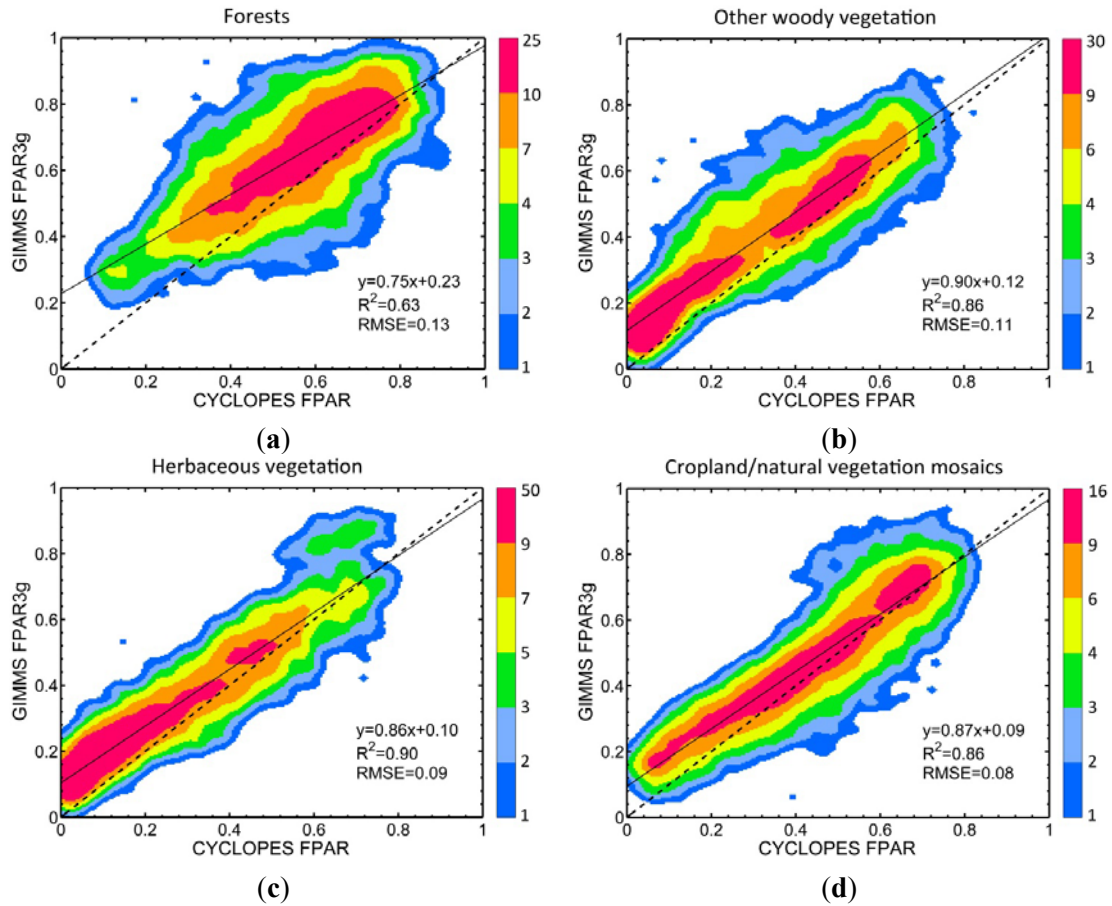 Forests
GIMMS FPAR3g
1
0.8
0.6
0.4
0.2
0
0 0.2 0.4 0.6 0.8 1
CYCLOPES FPAR
y=0.75x+0.23
R²=0.63
RMSE=0.13
25
10
7
4
3
2
1
(a)
Other woody vegetation
GIMMS FPAR3g
1
0.8
0.6
0.4
0.2
0
0 0.2 0.4 0.6 0.8 1
CYCLOPES FPAR
y=0.90x+0.12
R²=0.86
RMSE=0.11
30
9
6
4
3
2
1
(b)
Herbaceous vegetation
GIMMS FPAR3g
1
0.8
0.6
0.4
0.2
0
0 0.2 0.4 0.6 0.8 1
CYCLOPES FPAR
y=0.86x+0.10
R²=0.90
RMSE=0.09
50
9
7
5
3
2
1
(c)
Cropland/natural vegetation mosaics
GIMMS FPAR3g
1
0.8
0.6
0.4
0.2
0
0 0.2 0.4 0.6 0.8 1
CYCLOPES FPAR
y=0.87x+0.09
R²=0.86
RMSE=0.08
16
9
6
4
3
2
1
(d)